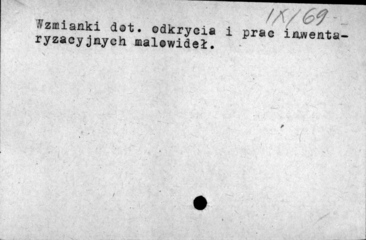 IX/69
Wzmianki dot. odkrycia i prac inwenta-
ryzacyjnych malowideł.